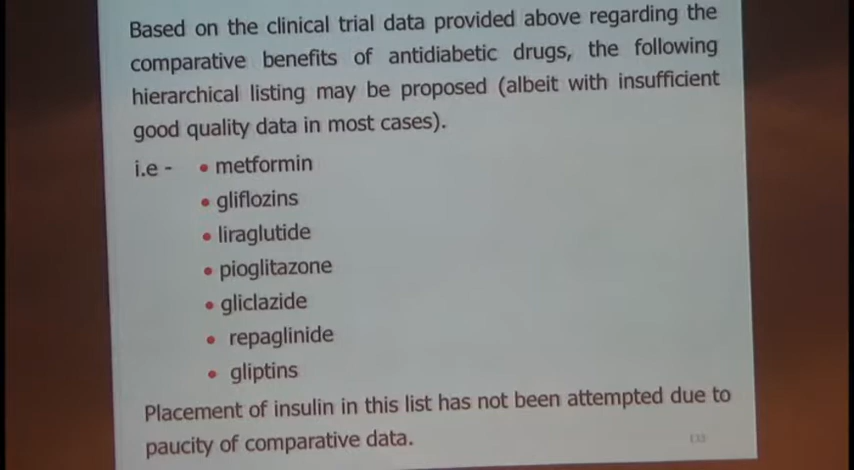 Based on the clinical trial data provided above regarding the
comparative benefits of antidiabetic drugs, the following
hierarchical listing may be proposed (albeit with insufficient
good quality data in most cases).
i.e - • metformin
• gliflozins
• liraglutide
• pioglitazone
• gliclazide
• repaglinide
• gliptins
Placement of insulin in this list has not been attempted due to
paucity of comparative data.